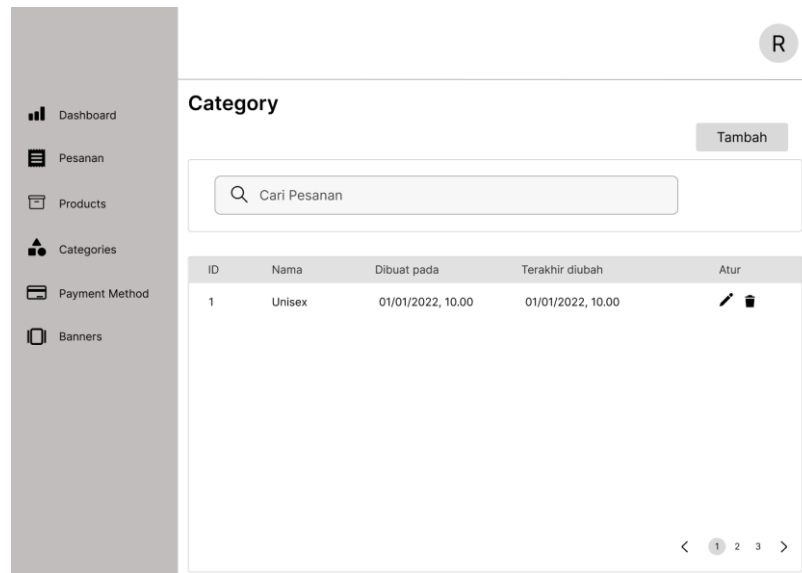 R
Dashboard
Pesanan
Products
Categories
Payment Method
Banners
Category
Tambah
Cari Pesanan
ID Nama Dibuat pada Terakhir diubah Atur
1 Unisex 01/01/2022, 10.00 01/01/2022, 10.00
1 2 3